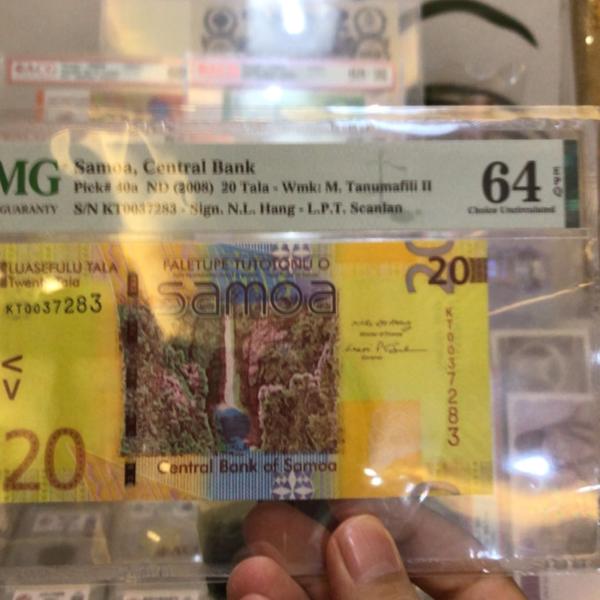 MG
GUARANTY
Samoa, Central Bank
Pick# 40a ND (2008) 20 Tala - Wmk: M. Tanumafili II
S/N KT0037283 - Sign. N.L. Hang - L.P.T. Scanlan
64
EPQ
Choice Uncirculated
LUASEFULU TALA
Twenty Tala
KT0037283
FALETUPE TUTOTONU O
samoa
20
KT0037283
20
Central Bank of Samoa